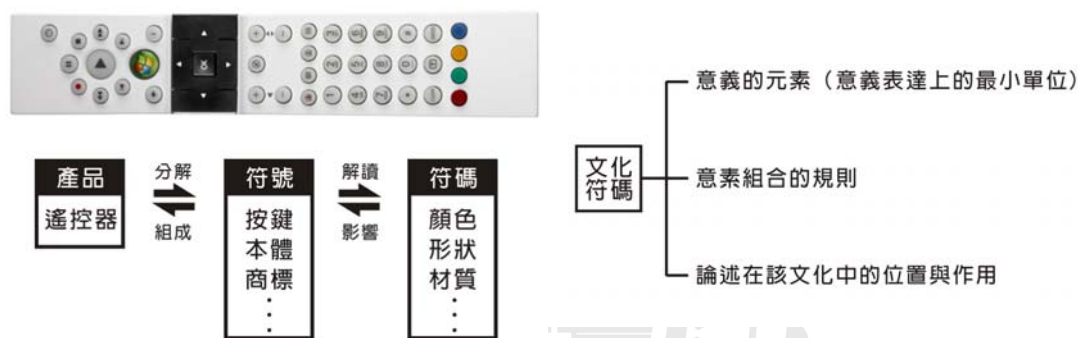 產品
遙控器
分解
組成
符號
按鍵
本體
商標
解讀
影響
符碼
顏色
形狀
材質
文化
符碼
意義的元素（意義表達上的最小單位）
意素組合的規則
論述在該文化中的位置與作用